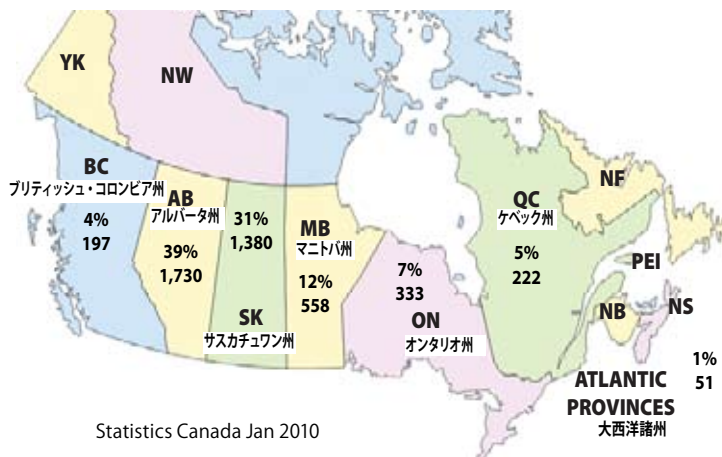 YK
NW
BC
ブリティッシュ・コロンビア州
4%
197
AB
アルバータ州
39%
1,730
31%
1,380
SK
サスカチュワン州
MB
マニトバ州
12%
558
7%
333
ON
オンタリオ州
QC
ケベック州
5%
222
NF
PEI
NB
NS
1%
51
ATLANTIC
PROVINCES
大西洋諸州
Statistics Canada Jan 2010